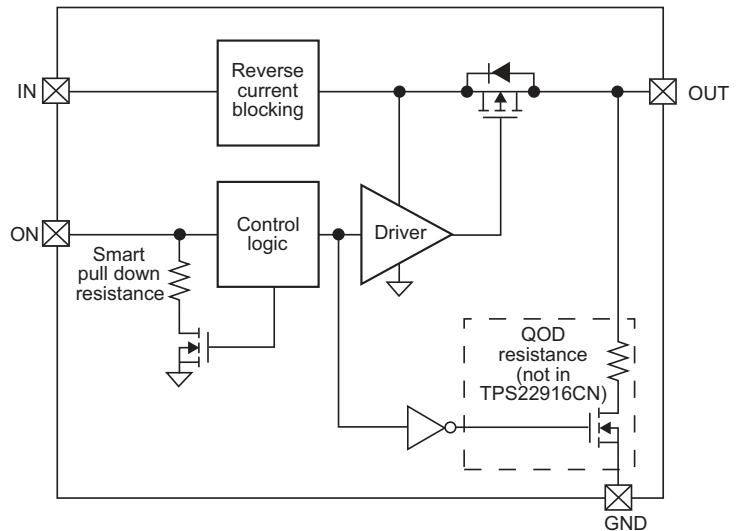 Reverse
current
blocking
IN
OUT
ON
Control
logic
Driver
Smart
pull down
resistance
QOD
resistance
(not in
TPS22916CN)
GND